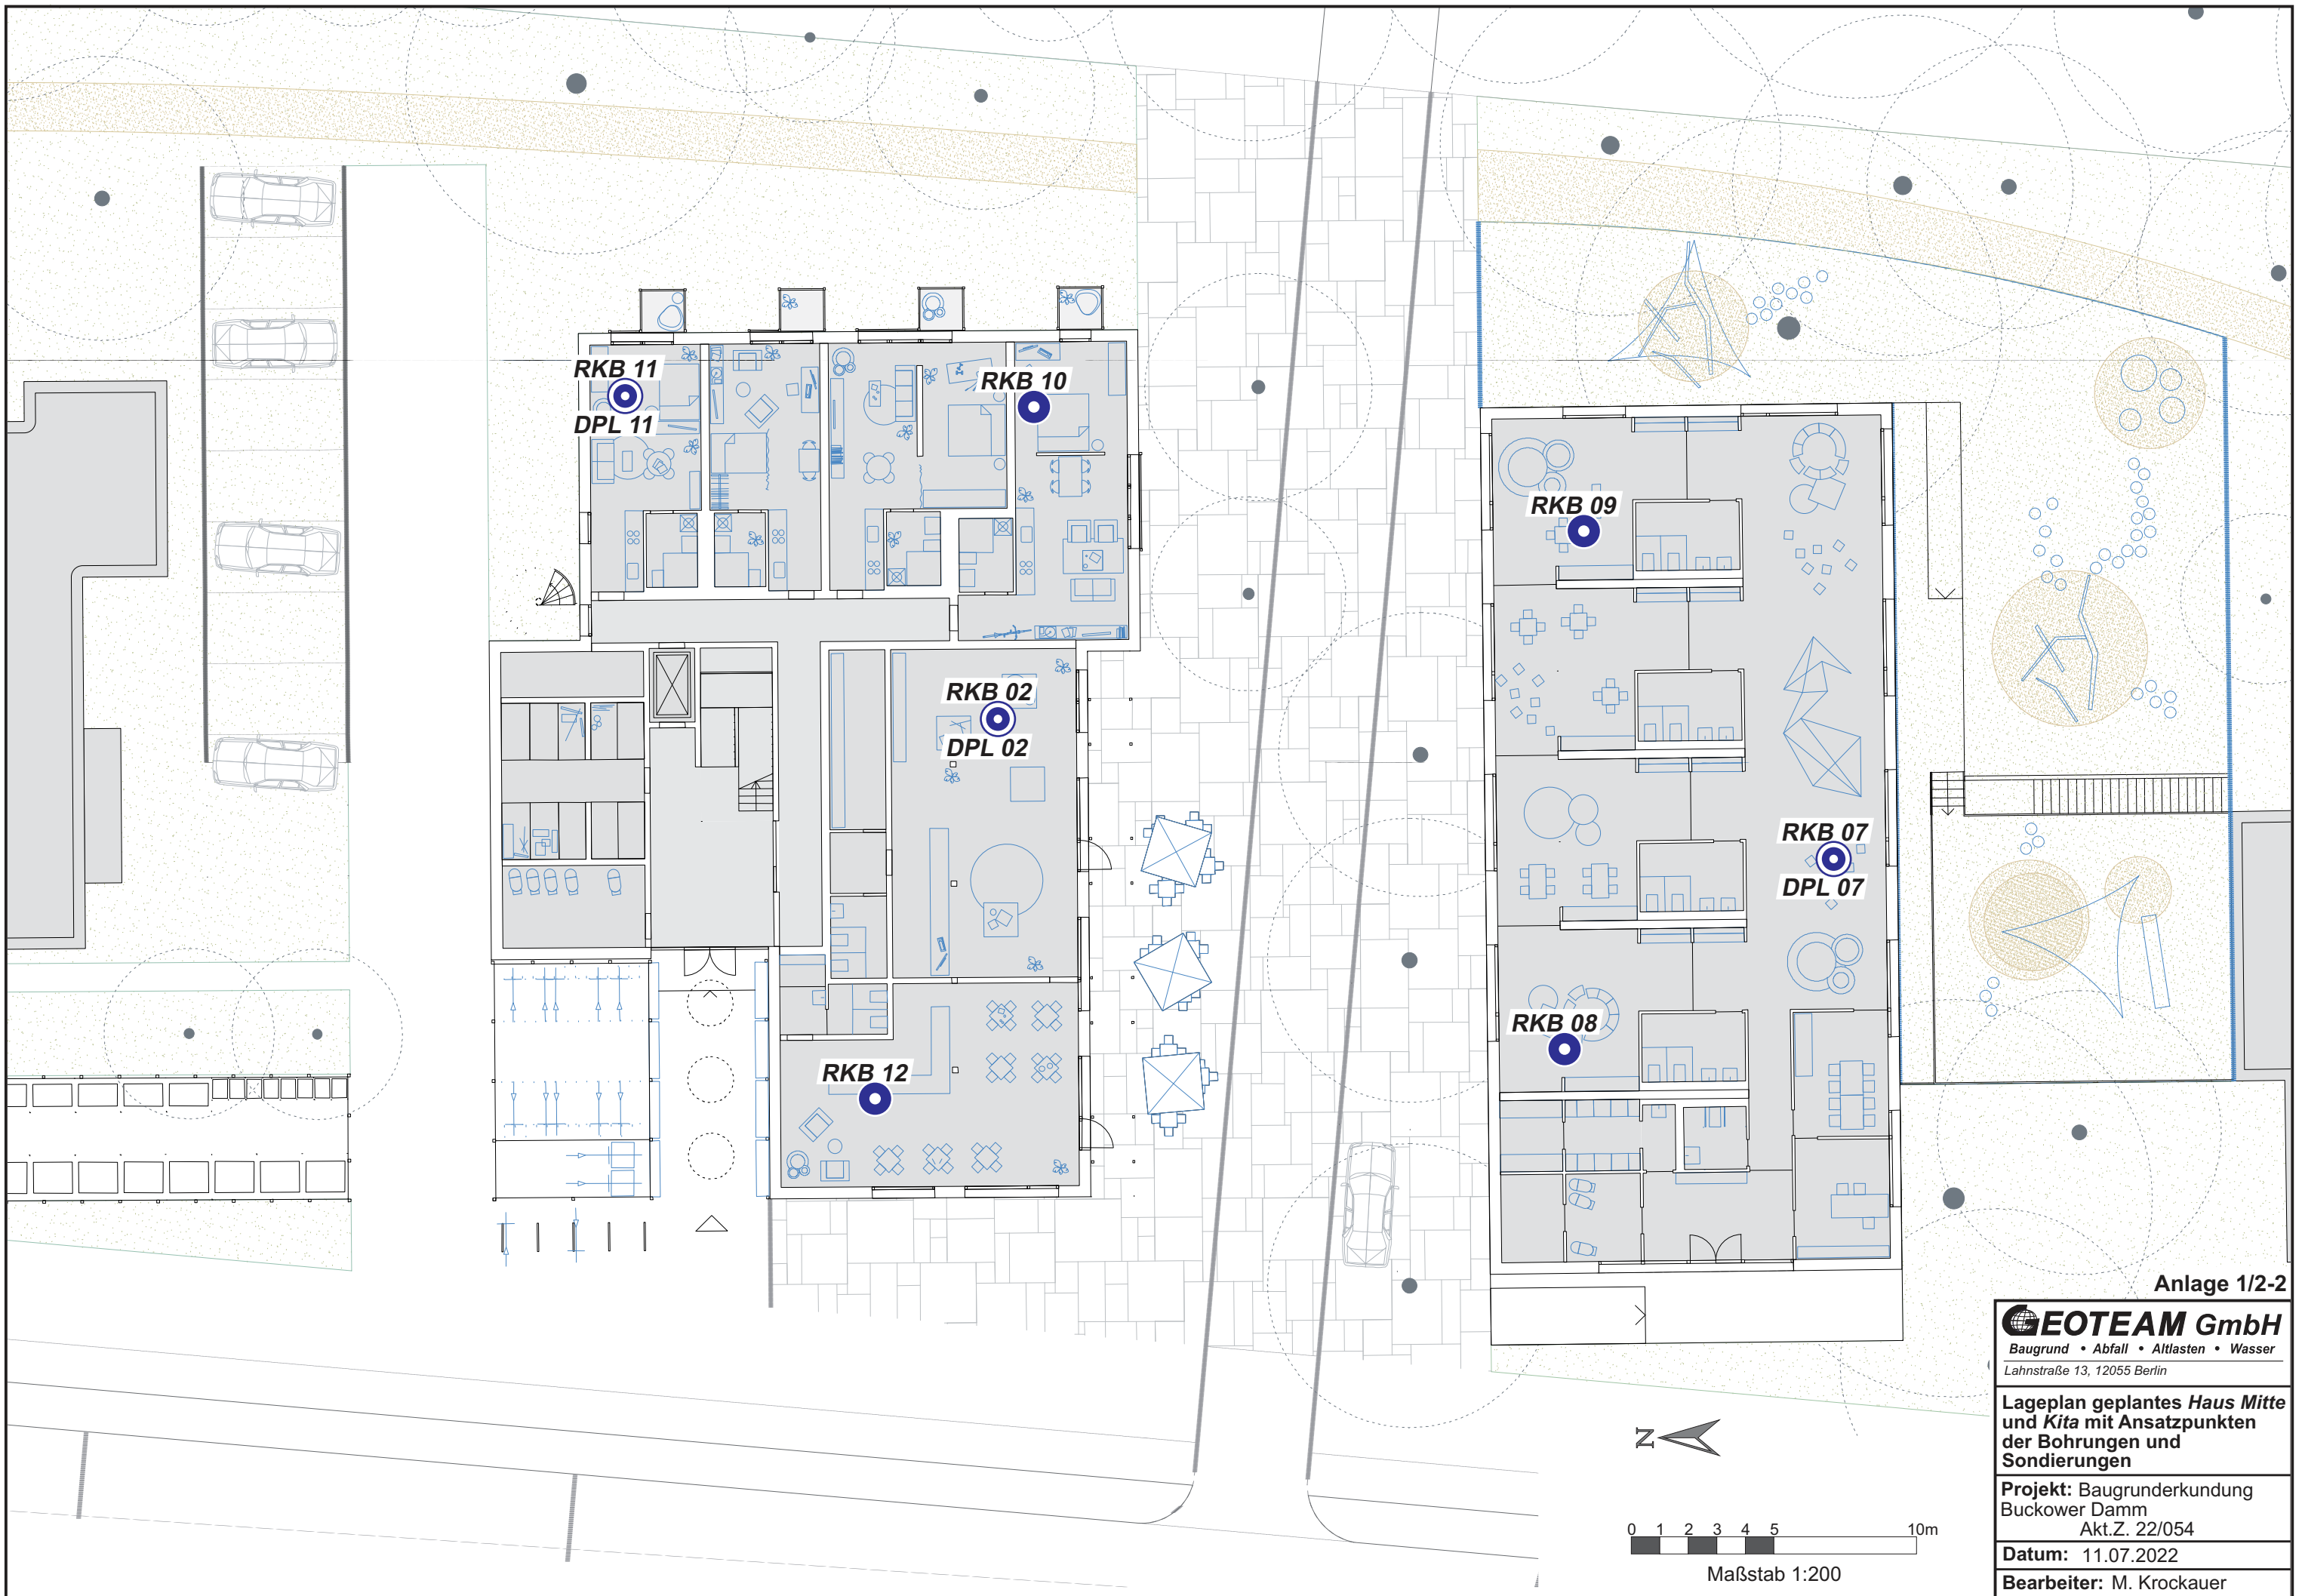 RKB 11
DPL 11
RKB 10
RKB 09
RKB 02
DPL 02
RKB 07
DPL 07
RKB 08
RKB 12
Anlage 1/2-2
GEOTEAM GmbH
Baugrund • Abfall • Altlasten • Wasser
Lahnstraße 13, 12055 Berlin
Lageplan geplantes Haus Mitte
und Kita mit Ansatzpunkten
der Bohrungen und
Sondierungen
Projekt: Baugrunderkundung
Buckower Damm
Akt.Z. 22/054
Datum: 11.07.2022
Bearbeiter: M. Krockauer
N
0 1 2 3 4 5 10m
Maßstab 1:200